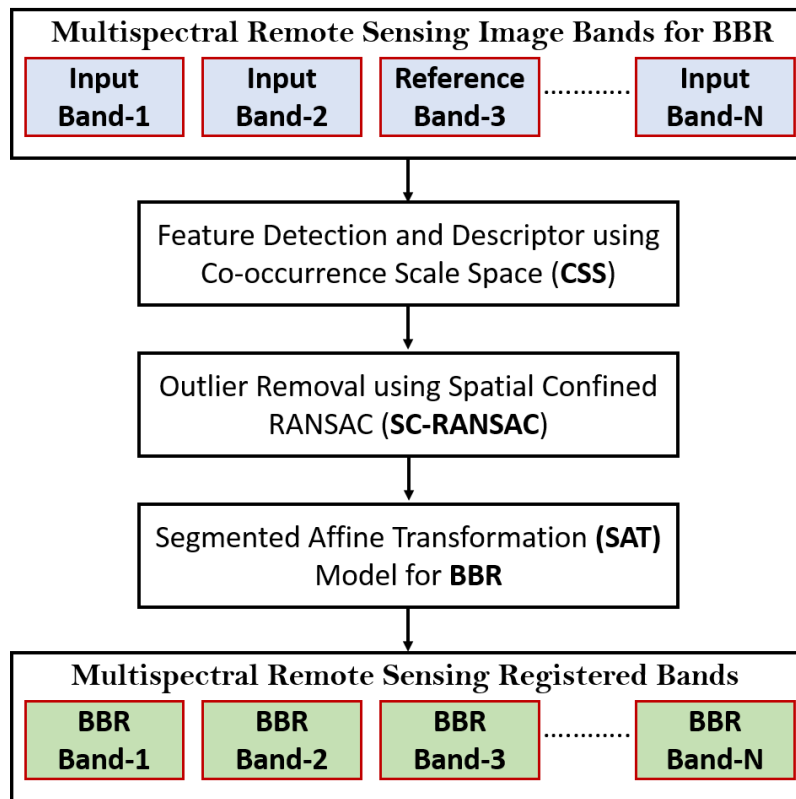 Multispectral Remote Sensing Image Bands for BBR
Input Band-1
Input Band-2
Reference Band-3
............
Input Band-N
Feature Detection and Descriptor using
Co-occurrence Scale Space (CSS)
Outlier Removal using Spatial Confined
RANSAC (SC-RANSAC)
Segmented Affine Transformation (SAT)
Model for BBR
Multispectral Remote Sensing Registered Bands
BBR Band-1
BBR Band-2
BBR Band-3
............
BBR Band-N